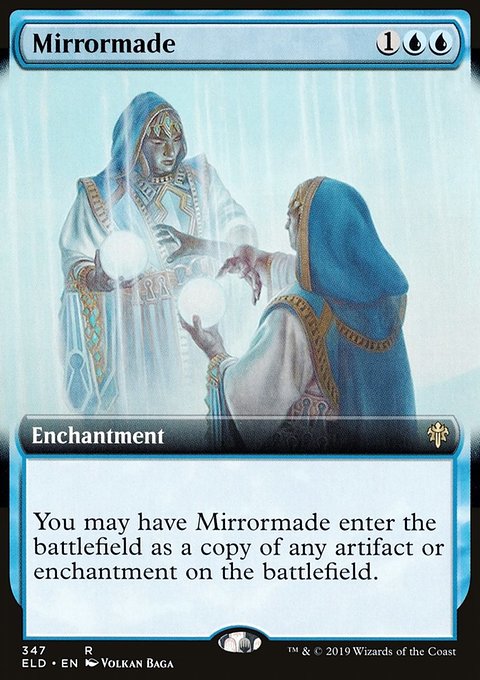 Mirrormade 1
Enchantment
You may have Mirrormade enter the
battlefield as a copy of any artifact or
enchantment on the battlefield.
347 R
ELD • EN VOLKAN BAGA
™ & © 2019 Wizards of the Coast